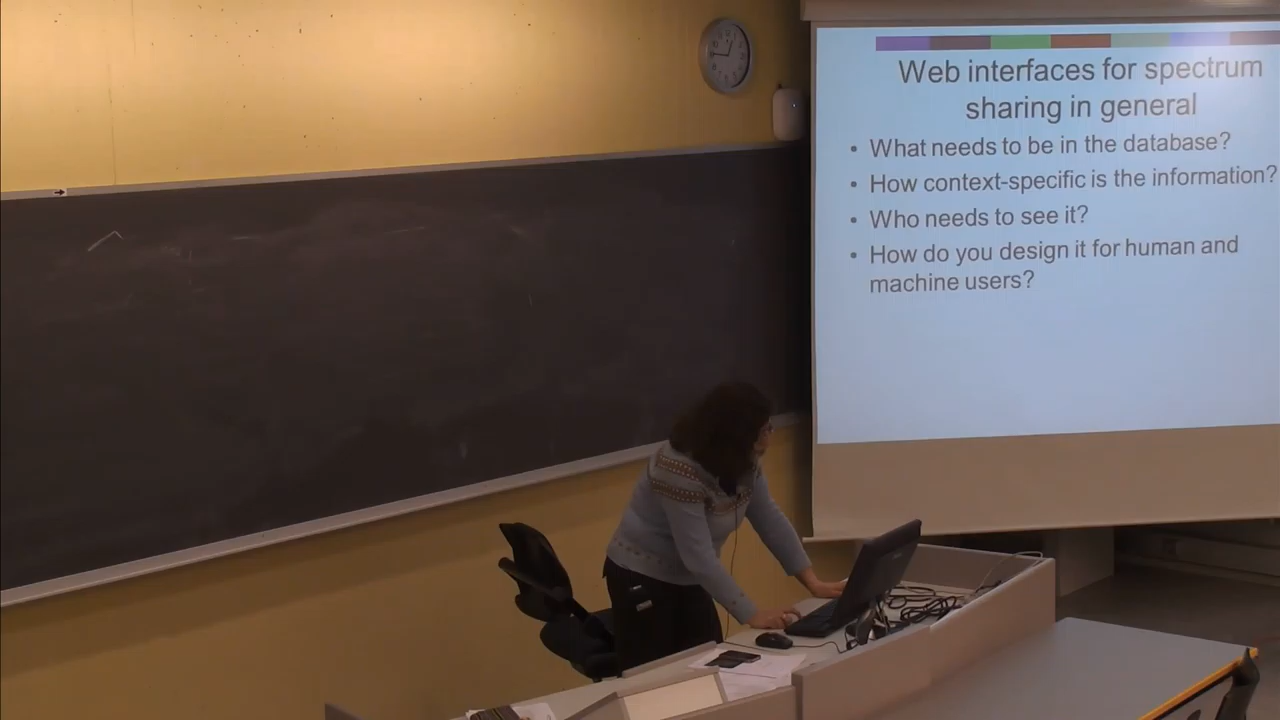 Web interfaces for spectrum
sharing in general
• What needs to be in the database?
• How context-specific is the information?
• Who needs to see it?
• How do you design it for human and
machine users?